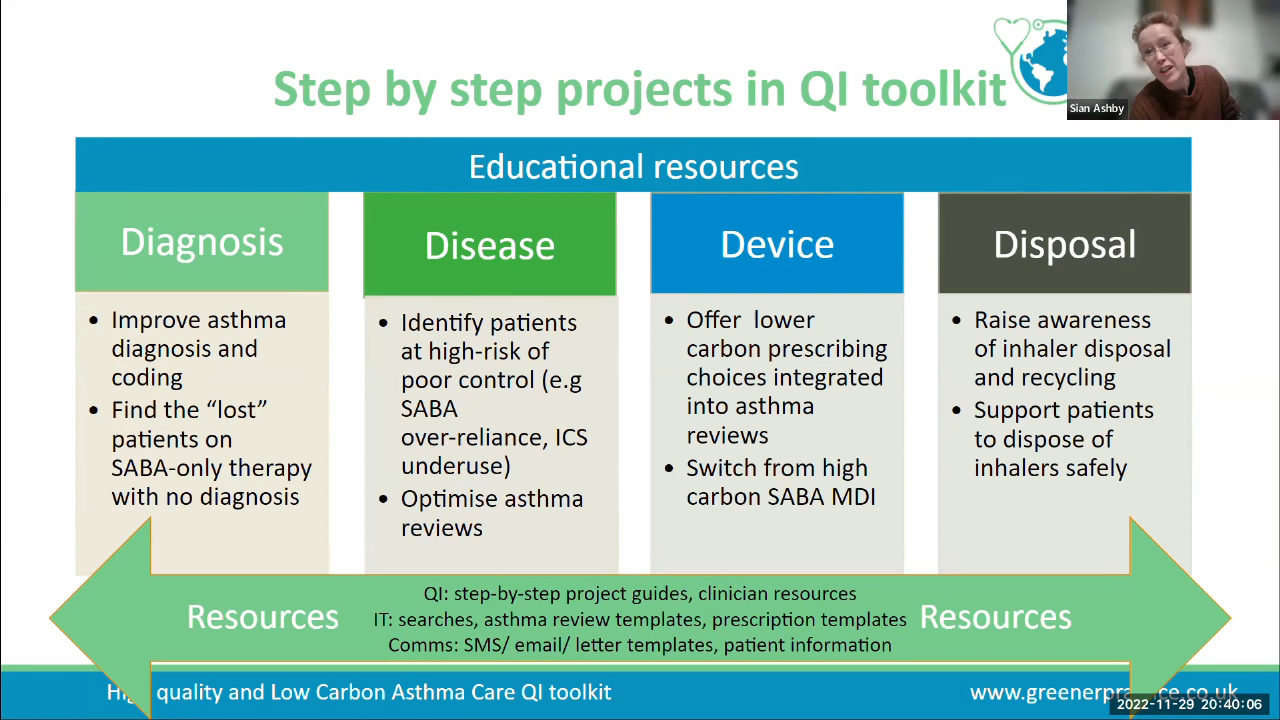 Step by step projects in QI toolkit
Sian Ashby
Educational resources
Diagnosis
• Improve asthma
diagnosis and
coding
• Find the “lost”
patients on
SABA-only therapy
with no diagnosis
Disease
• Identify patients
at high-risk of
poor control (e.g
SABA
over-reliance, ICS
underuse)
• Optimise asthma
reviews
Device
• Offer lower
carbon prescribing
choices integrated
into asthma
reviews
• Switch from high
carbon SABA MDI
Disposal
• Raise awareness
of inhaler disposal
and recycling
• Support patients
to dispose of
inhalers safely
Resources
QI: step-by-step project guides, clinician resources
IT: searches, asthma review templates, prescription templates
Comms: SMS/ email/ letter templates, patient information
Resources
High quality and Low Carbon Asthma Care QI toolkit
www.greenerpractice.co.uk
2022-11-29 20:40:06